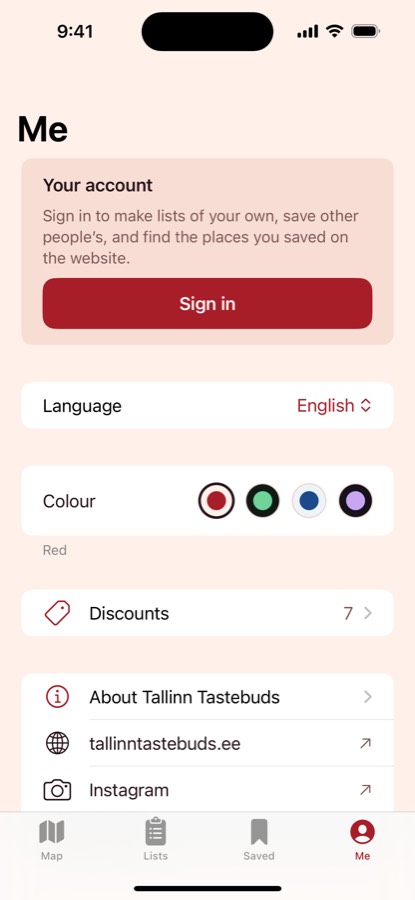 9:41
Me
Your account
Sign in to make lists of your own, save other
people's, and find the places you saved on
the website.
Sign in
Language
English
Colour
Red
Discounts
7
About Tallinn Tastebuds
tallinntastebuds.ee
Instagram
Map
Lists
Saved
Me